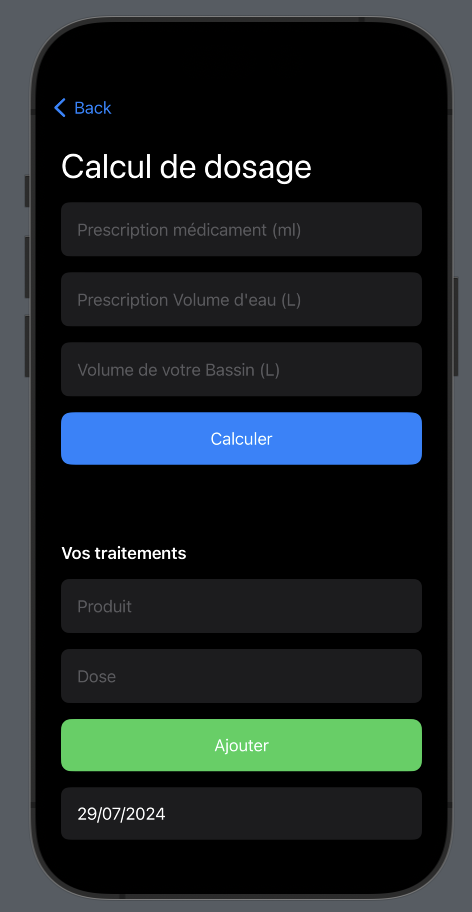 Back
Calcul de dosage
Prescription médicament (ml)
Prescription Volume d'eau (L)
Volume de votre Bassin (L)
Calculer
Vos traitements
Produit
Dose
Ajouter
29/07/2024